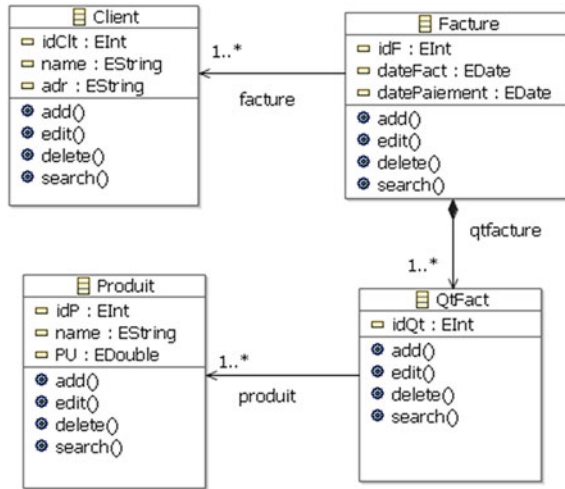 Client
idClt : EInt
name : EString
adr : EString
add()
edit()
delete()
search()
1..*
facture
Facture
idF : EInt
dateFact : EDate
datePaiement : EDate
add()
edit()
delete()
search()
qtfacture
1..*
Produit
idP : EInt
name : EString
PU : EDouble
add()
edit()
delete()
search()
1..*
produit
QtFact
idQt : EInt
add()
edit()
delete()
search()